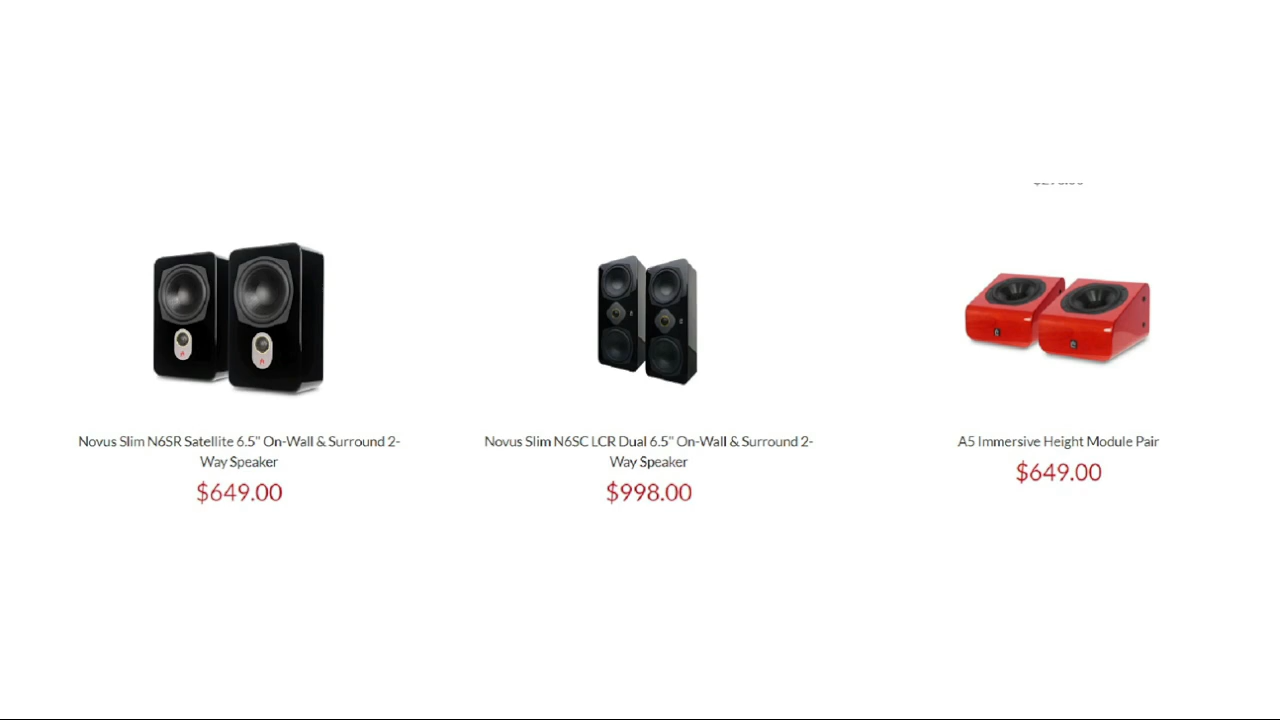 Novus Slim N6SR Satellite 6.5" On-Wall & Surround 2-
Way Speaker
$649.00
Novus Slim N6SC LCR Dual 6.5" On-Wall & Surround 2-
Way Speaker
$998.00
A5 Immersive Height Module Pair
$649.00